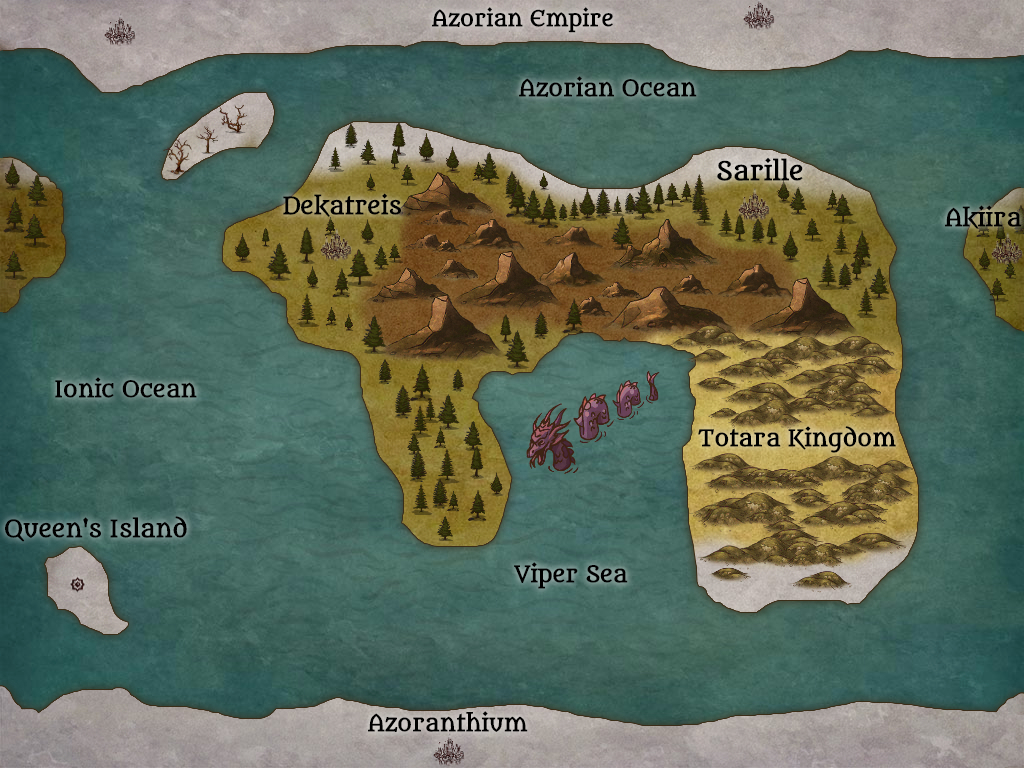 Azorian Empire
Azorian Ocean
Sarille
Dekatreis
Akiira
Ionic Ocean
Totara Kingdom
Queen's Island
Viper Sea
Azoranthium